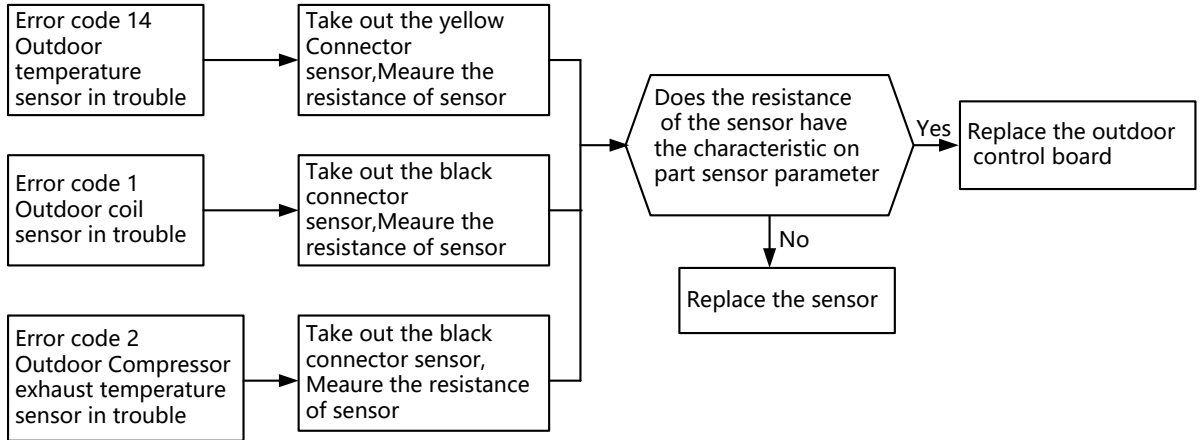 Error code 14
Outdoor
temperature
sensor in trouble
Take out the yellow
Connector
sensor,Meaure the
resistance of sensor
Error code 1
Outdoor coil
sensor in trouble
Take out the black
connector
sensor,Meaure the
resistance of sensor
Error code 2
Outdoor Compressor
exhaust temperature
sensor in trouble
Take out the black
connector sensor,
Meaure the resistance
of sensor
Does the resistance
of the sensor have
the characteristic on
part sensor parameter
Yes
Replace the outdoor
control board
No
Replace the sensor